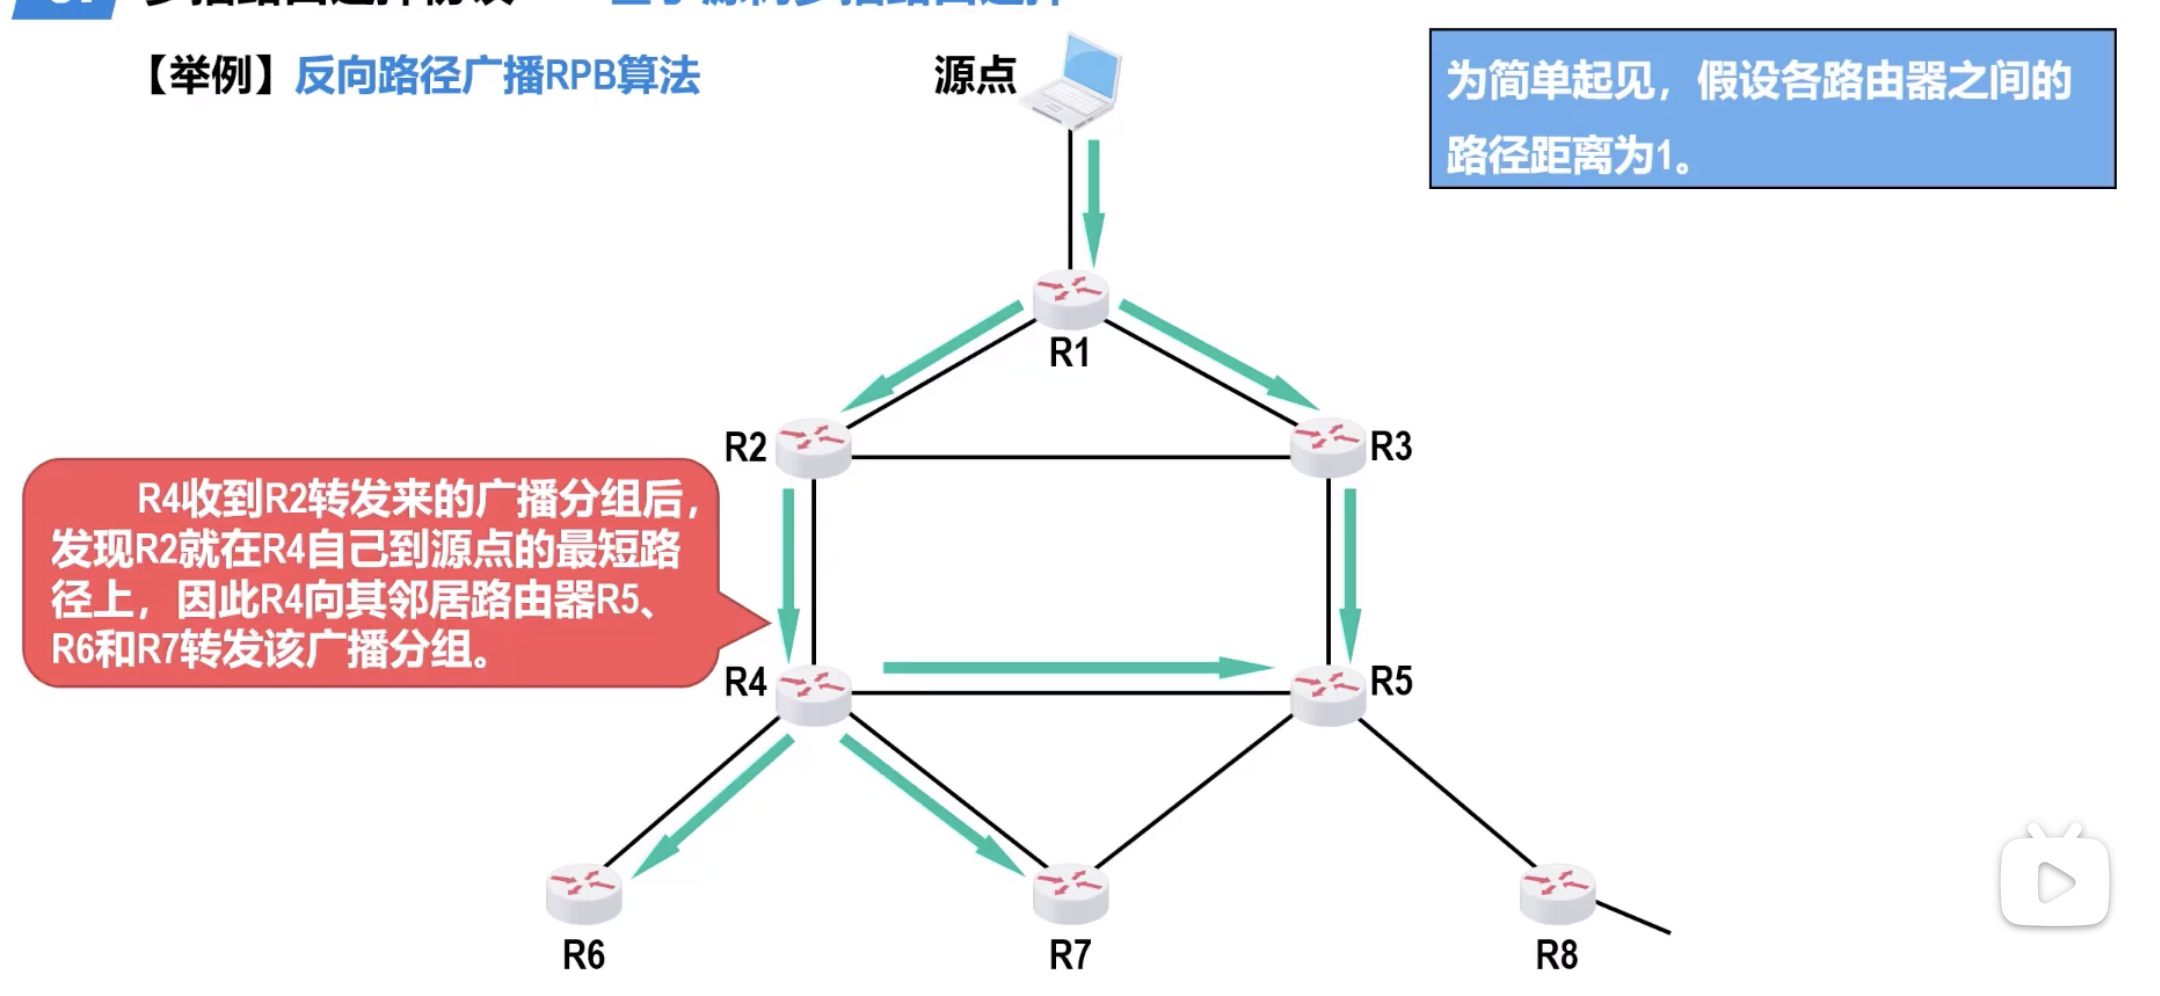 【举例】反向路径广播RPB算法
源点
为简单起见，假设各路由器之间的
路径距离为1。
R1
R2
R3
R4收到R2转发来的广播分组后，
发现R2就在R4自己到源点的最短路
径上，因此R4向其邻居路由器R5、
R6和R7转发该广播分组。
R4
R5
R6
R7
R8